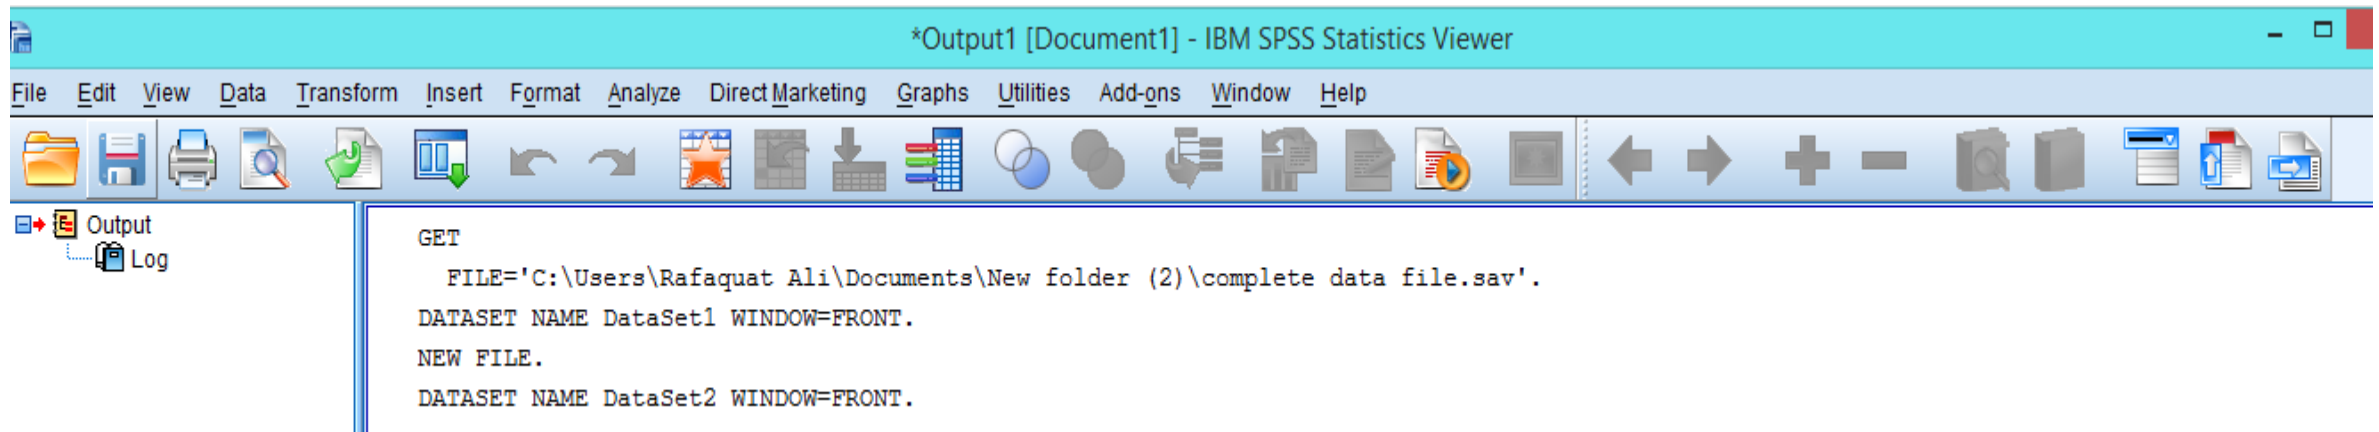 *Output1 [Document1] - IBM SPSS Statistics Viewer
File Edit View Data Transform Insert Format Analyze Direct Marketing Graphs Utilities Add-ons Window Help
Output
Log
GET
FILE='C:\Users\Rafaquat Ali\Documents\New folder (2)\complete data file.sav'.
DATASET NAME DataSet1 WINDOW=FRONT.
NEW FILE.
DATASET NAME DataSet2 WINDOW=FRONT.